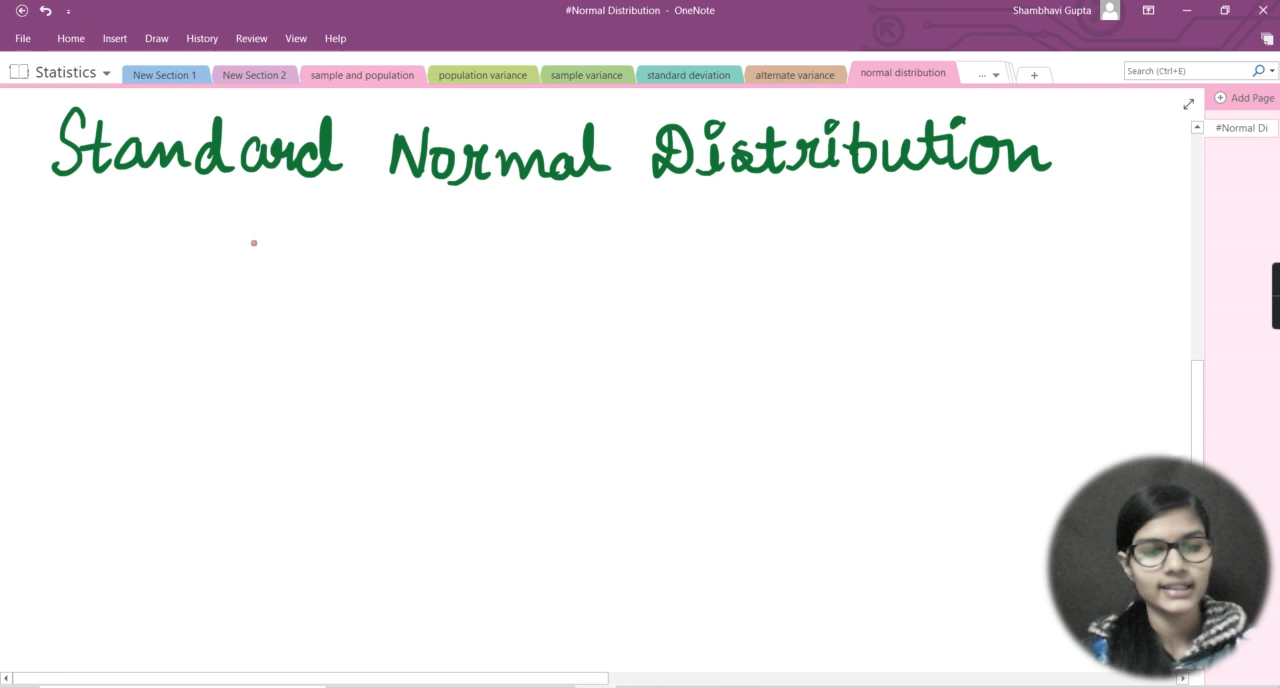 #Normal Distribution - OneNote
Shambhavi Gupta
File Home Insert Draw History Review View Help
Statistics
New Section 1
New Section 2
sample and population
population variance
sample variance
standard deviation
alternate variance
normal distribution
...
+
Search (Ctrl+E)
Add Page
#Normal Di
Standard Normal Distribution